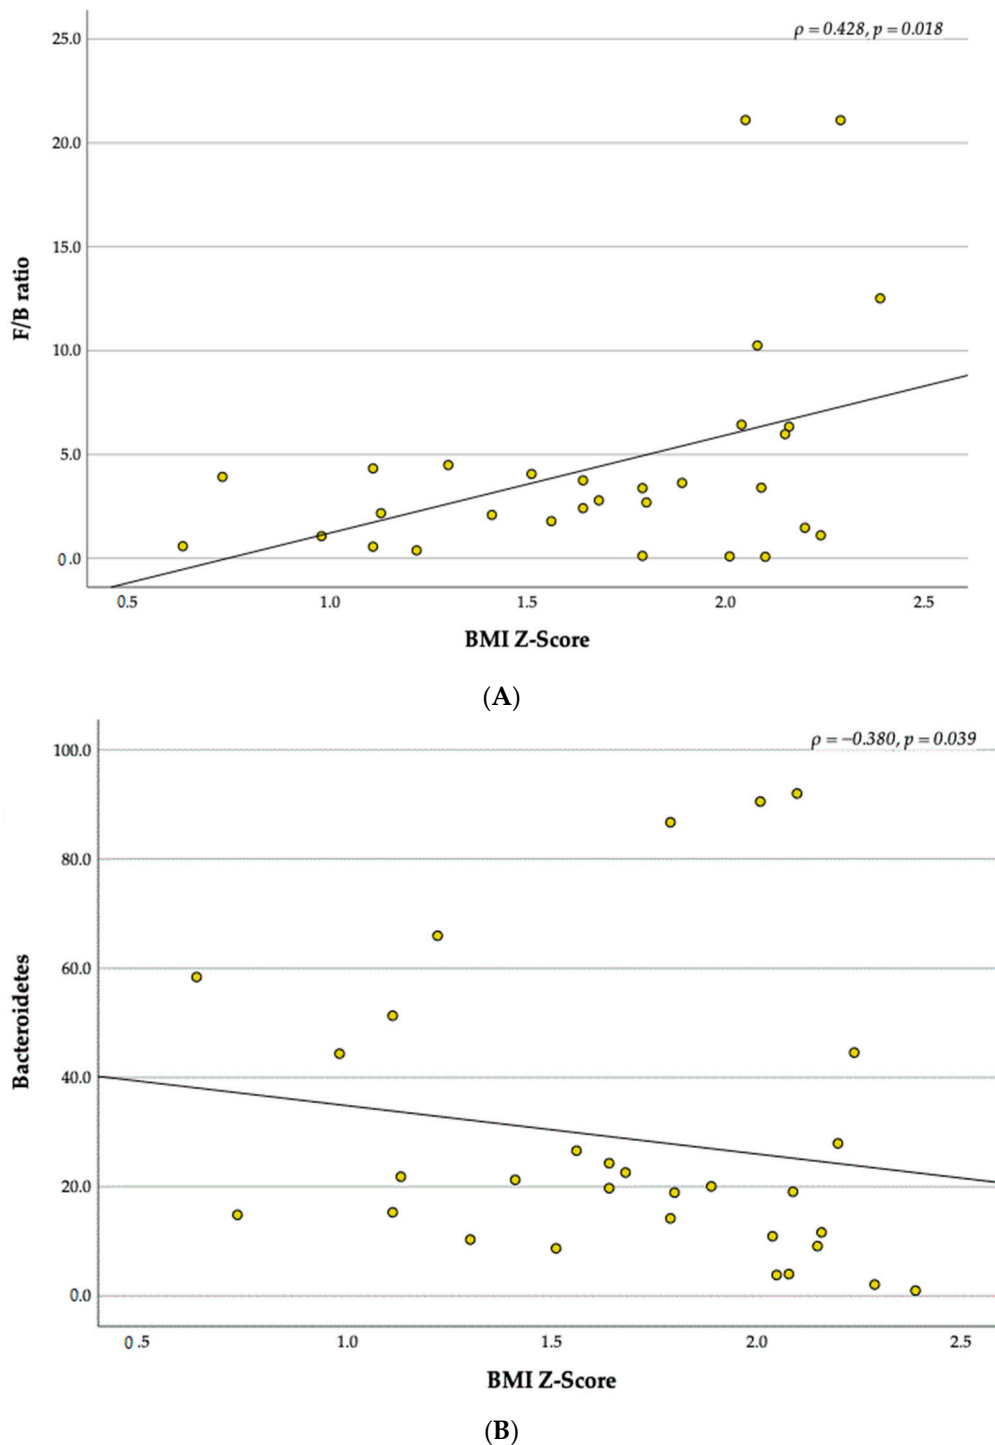 ρ = 0.428, p = 0.018
25.0
20.0
15.0
10.0
5.0
0.0
F/B ratio
0.5 1.0 1.5 2.0 2.5
BMI Z-Score
(A)
ρ = −0.380, p = 0.039
100.0
80.0
60.0
40.0
20.0
0.0
Bacteroidetes
0.5 1.0 1.5 2.0 2.5
BMI Z-Score
(B)